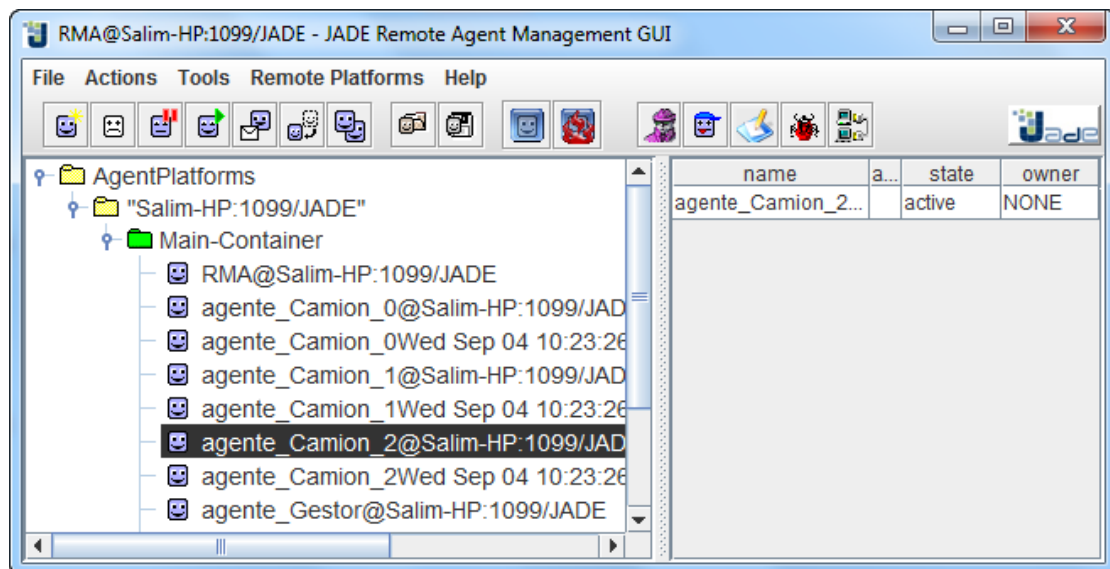 RMA@Salim-HP:1099/JADE - JADE Remote Agent Management GUI
File Actions Tools Remote Platforms Help
Jade
AgentPlatforms
"Salim-HP:1099/JADE"
Main-Container
RMA@Salim-HP:1099/JADE
agente_Camion_0@Salim-HP:1099/JAD
agente_Camion_0Wed Sep 04 10:23:26
agente_Camion_1@Salim-HP:1099/JAD
agente_Camion_1Wed Sep 04 10:23:26
agente_Camion_2@Salim-HP:1099/JAD
agente_Camion_2Wed Sep 04 10:23:26
agente_Gestor@Salim-HP:1099/JADE
name a... state owner
agente_Camion_2... active NONE